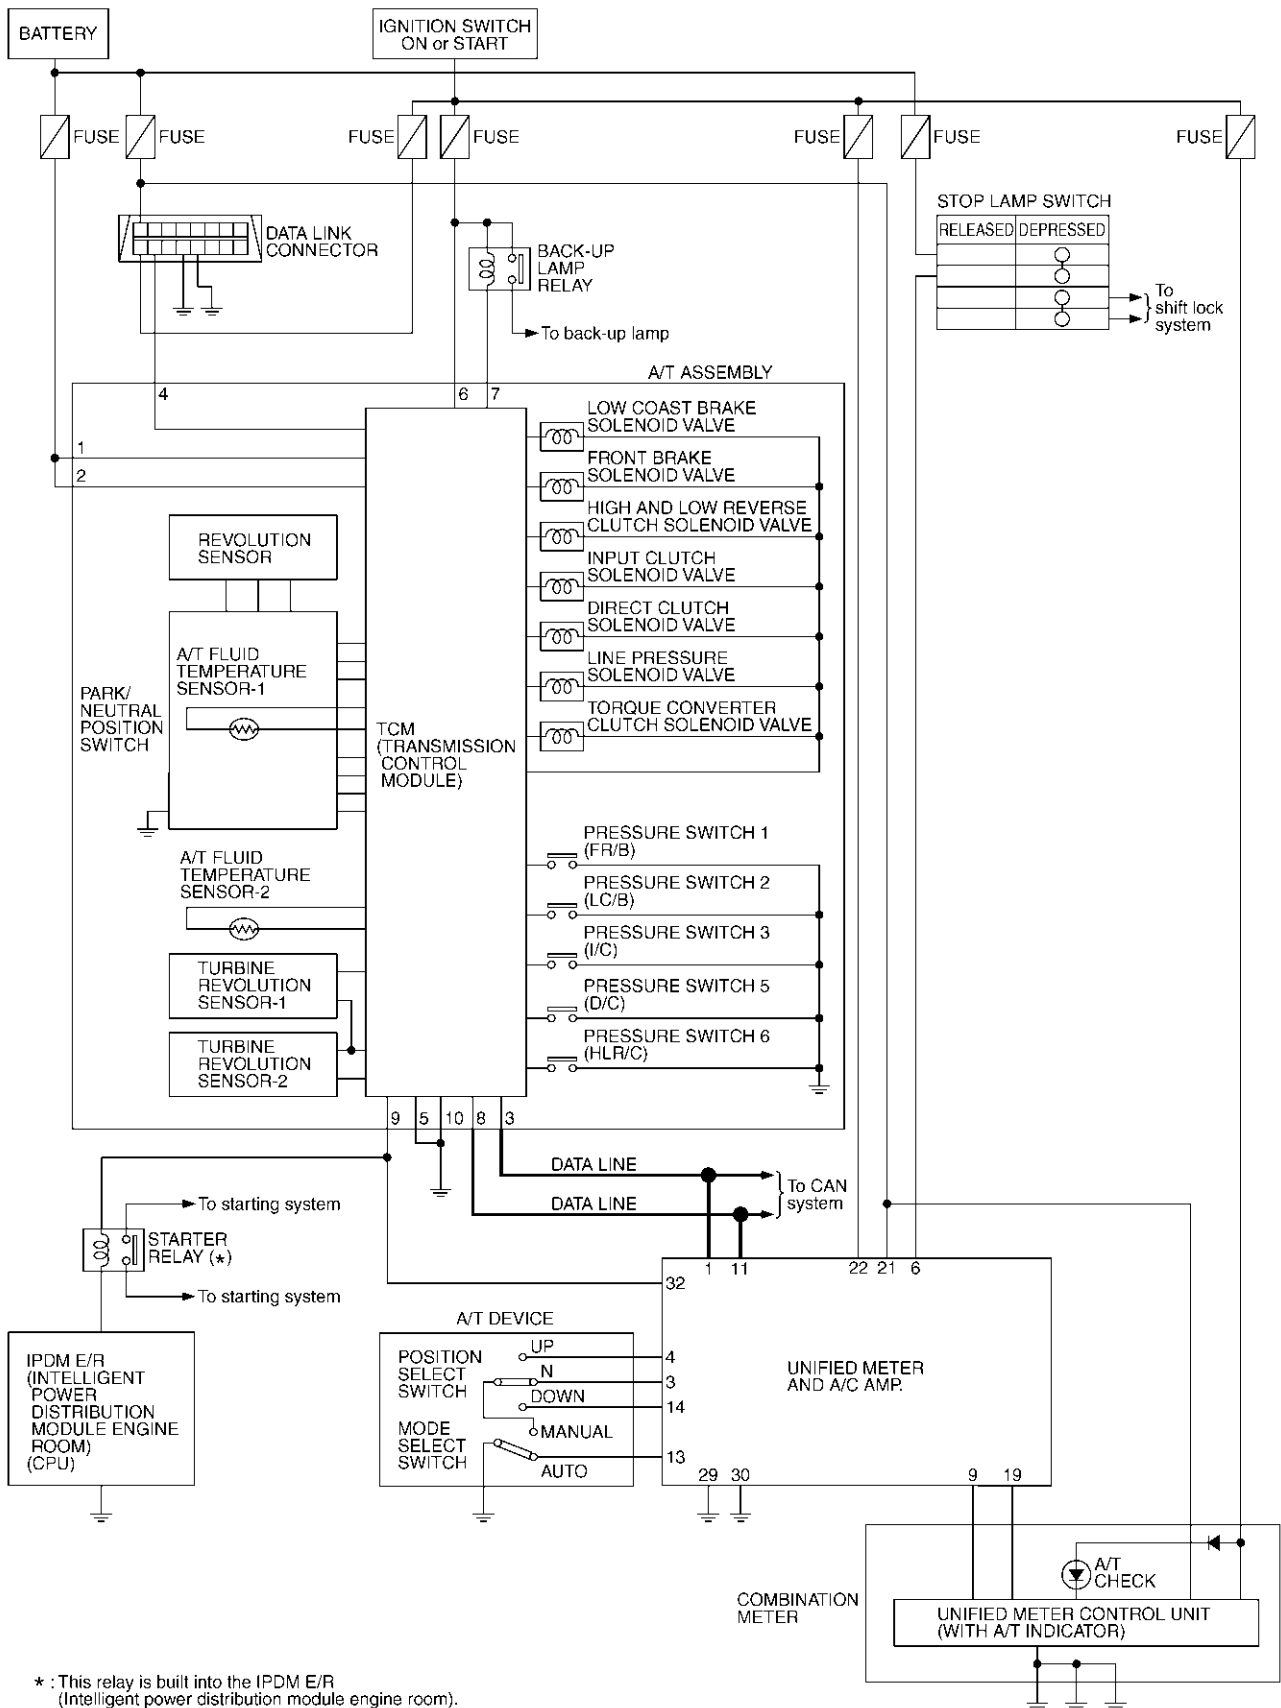 BATTERY
IGNITION SWITCH
ON or START
FUSE
FUSE
FUSE
FUSE
FUSE
FUSE
FUSE
STOP LAMP SWITCH
RELEASED DEPRESSED
To
shift lock
system
DATA LINK
CONNECTOR
BACK-UP
LAMP
RELAY
To back-up lamp
A/T ASSEMBLY
4
6
7
1
2
LOW COAST BRAKE
SOLENOID VALVE
FRONT BRAKE
SOLENOID VALVE
HIGH AND LOW REVERSE
CLUTCH SOLENOID VALVE
INPUT CLUTCH
SOLENOID VALVE
DIRECT CLUTCH
SOLENOID VALVE
LINE PRESSURE
SOLENOID VALVE
TORQUE CONVERTER
CLUTCH SOLENOID VALVE
REVOLUTION
SENSOR
A/T FLUID
TEMPERATURE
SENSOR-1
PARK/
NEUTRAL
POSITION
SWITCH
TCM
(TRANSMISSION
CONTROL
MODULE)
A/T FLUID
TEMPERATURE
SENSOR-2
TURBINE
REVOLUTION
SENSOR-1
TURBINE
REVOLUTION
SENSOR-2
PRESSURE SWITCH 1
(FR/B)
PRESSURE SWITCH 2
(LC/B)
PRESSURE SWITCH 3
(I/C)
PRESSURE SWITCH 5
(D/C)
PRESSURE SWITCH 6
(HLR/C)
9 5 10 8 3
DATA LINE
DATA LINE
To CAN
system
To starting system
STARTER
RELAY (*)
To starting system
IPDM E/R
(INTELLIGENT
POWER
DISTRIBUTION
MODULE ENGINE
ROOM)
(CPU)
A/T DEVICE
POSITION
SELECT
SWITCH
UP
N
DOWN
MODE
SELECT
SWITCH
MANUAL
AUTO
1 11 22 21 6
32
4
3
14
13
29 30 9 19
UNIFIED METER
AND A/C AMP.
COMBINATION
METER
A/T
CHECK
UNIFIED METER CONTROL UNIT
(WITH A/T INDICATOR)
* : This relay is built into the IPDM E/R
(Intelligent power distribution module engine room).